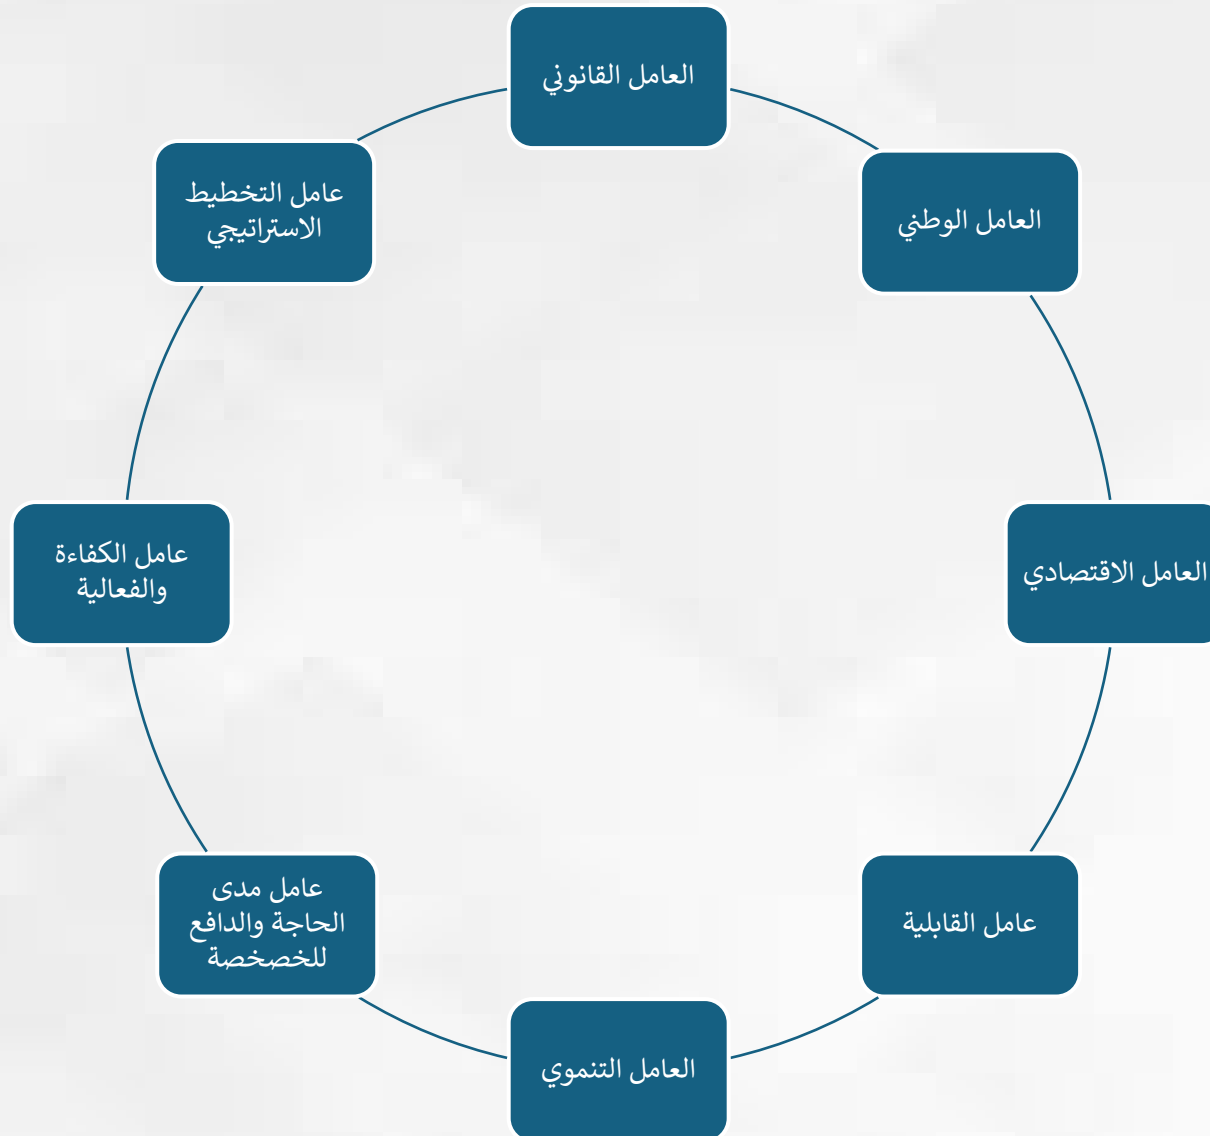 العامل القانوني
العامل الوطني
العامل الاقتصادي
عامل القابلية
العامل التنموي
عامل مدى
الحاجة والدافع
للخصخصة
عامل الكفاءة
والفعالية
عامل التخطيط
الاستراتيجي